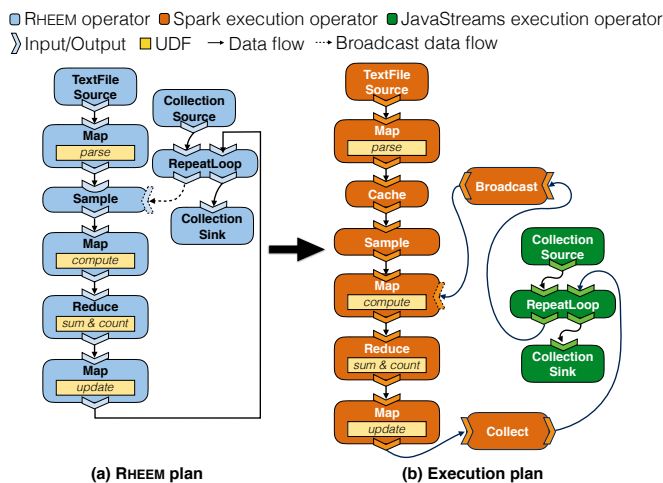 RHEEM operator Spark execution operator JavaStreams execution operator
Input/Output UDF Data flow Broadcast data flow
TextFile
Source
Collection
Source
Map
parse
RepeatLoop
Sample
Collection
Sink
Map
compute
Reduce
sum & count
Map
update
(a) RHEEM plan
TextFile
Source
Map
parse
Cache
Broadcast
Sample
Collection
Source
Map
compute
RepeatLoop
Reduce
sum & count
Collection
Sink
Map
update
Collect
(b) Execution plan